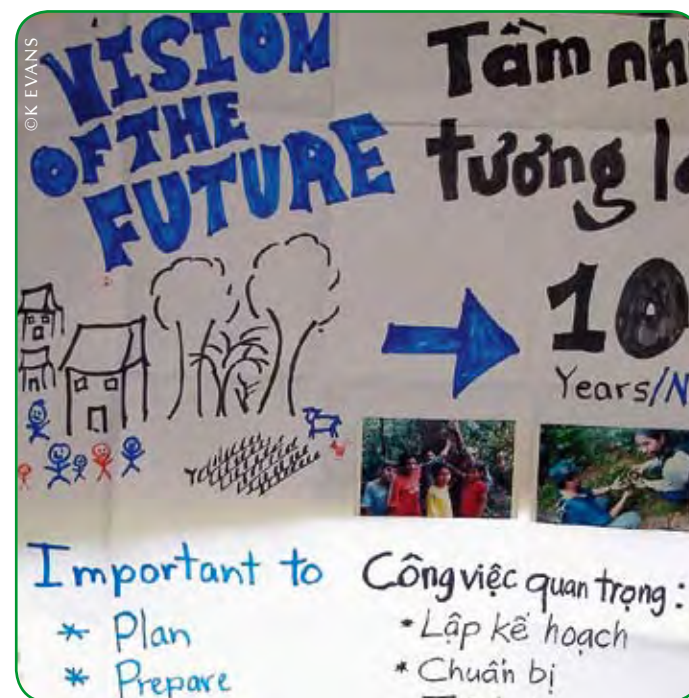 ©K EVANS
VISION
OF THE
FUTURE
Tầm
tương
10
Years/
Important to
* Plan
* Prepare
Công việc quan trọng :
* Lập kế hoạch
* Chuẩn bị